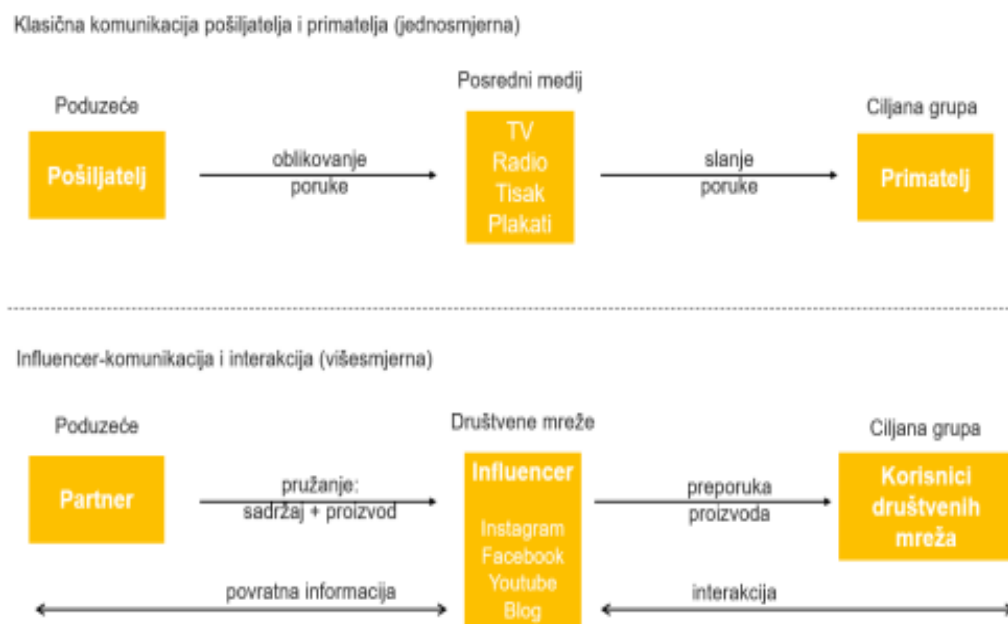 Klasična komunikacija pošiljatelja i primatelja (jednosmjerna)
Poduzeće
Pošiljatelj
oblikovanje
poruke
Posredni medij
TV
Radio
Tisak
Plakati
slanje
poruke
Ciljana grupa
Primatelj
Influencer-komunikacija i interakcija (višesmjerna)
Poduzeće
Partner
pružanje:
sadržaj + proizvod
povratna informacija
Društvene mreže
Influencer
Instagram
Facebook
Youtube
Blog
preporuka
proizvoda
interakcija
Ciljana grupa
Korisnici
društvenih
mreža